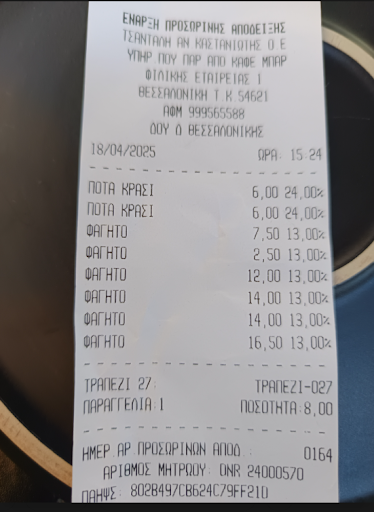 ΕΝΑΡΞΗ ΠΡΟΣΩΡΙΝΗΣ ΑΠΟΔΕΙΞΗΣ
ΤΣΑΝΤΑΛΗ ΑΝ ΚΑΣΤΑΝΙΩΤΗΣ Ο Ε
ΥΠΗΡ ΠΟΥ ΠΑΡ ΑΠΟ ΚΑΦΕ ΜΠΑΡ
ΦΙΛΙΚΗΣ ΕΤΑΙΡΕΙΑΣ 1
ΘΕΣΣΑΛΟΝΙΚΗ Τ.Κ 54621
ΑΦΜ 999565588
ΔΟΥ Δ ΘΕΣΣΑΛΟΝΙΚΗΣ
18/04/2025 ΩΡΑ: 15:24
ΠΟΤΑ ΚΡΑΣΙ 6,00 24,00%
ΠΟΤΑ ΚΡΑΣΙ 6,00 24,00%
ΦΑΓΗΤΟ 7,50 13,00%
ΦΑΓΗΤΟ 2,50 13,00%
ΦΑΓΗΤΟ 12,00 13,00%
ΦΑΓΗΤΟ 14,00 13,00%
ΦΑΓΗΤΟ 14,00 13,00%
ΦΑΓΗΤΟ 16,50 13,00%
ΤΡΑΠΕΖΙ 27: ΤΡΑΠΕΖΙ-027
ΠΑΡΑΓΓΕΛΙΑ:1 ΠΟΣΟΤΗΤΑ:8,00
ΗΜΕΡ.ΑΡ ΠΡΟΣΩΡΙΝΩΝ ΑΠΟΔ : 0164
ΑΡΙΘΜΟΣ ΜΗΤΡΩΟΥ: DNR 24000570
ΠΑΗΨΣ: 802B497CB624C79FF21D